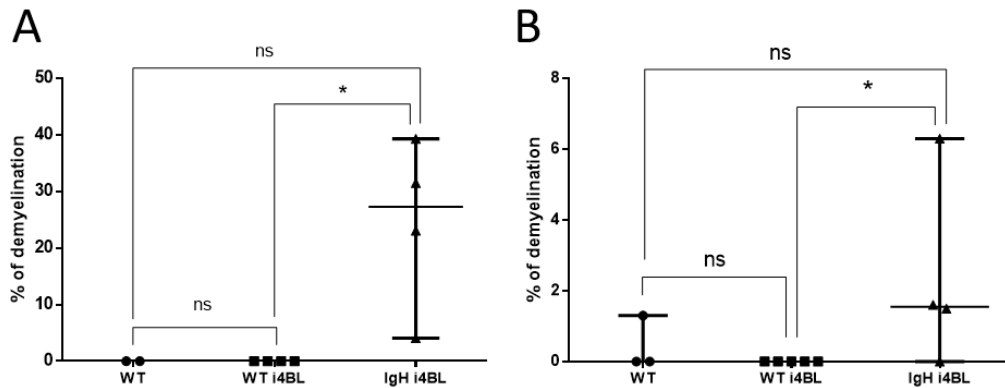 A
ns
*
ns
% of demyelination
50
40
30
20
10
0
WT
WT i4BL
IgH i4BL
B
ns
*
ns
% of demyelination
8
6
4
2
0
WT
WT i4BL
IgH i4BL